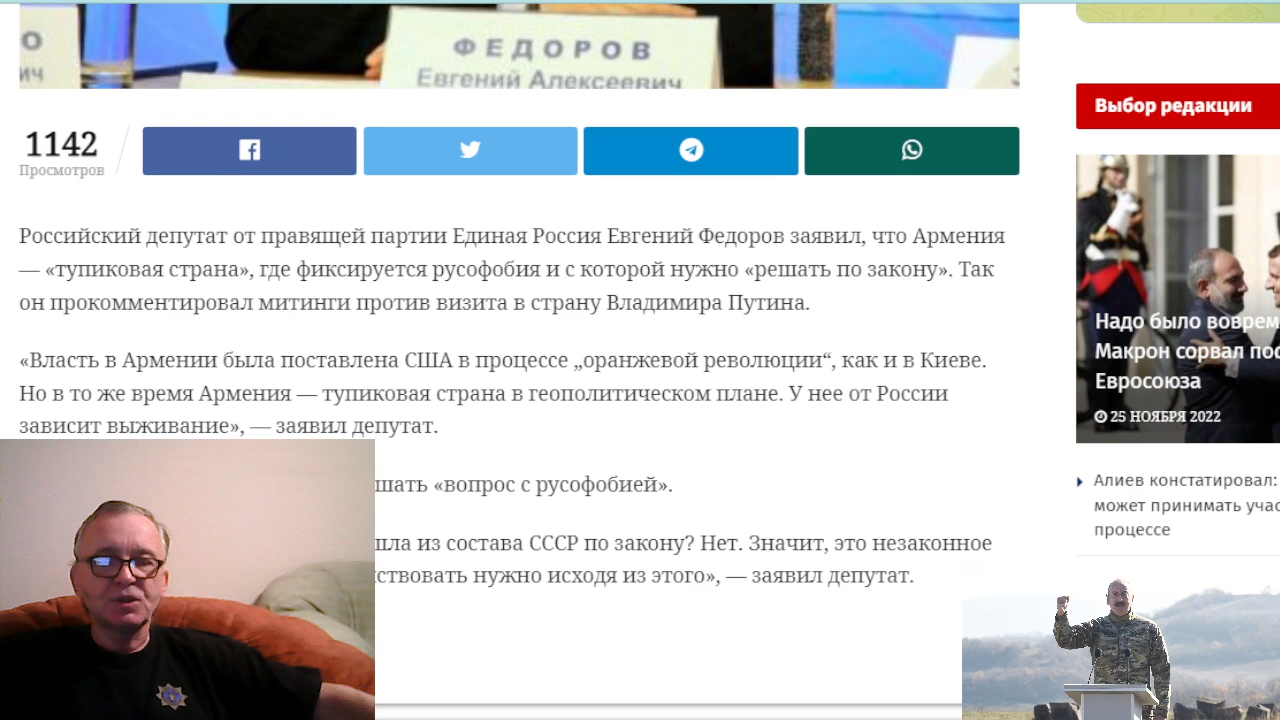 О
ИЧ
ФЕДОРОВ
Евгений Алексеевич
1142
Просмотров
Выбор редакции
Российский депутат от правящей партии Единая Россия Евгений Федоров заявил, что Армения
— «тупиковая страна», где фиксируется русофобия и с которой нужно «решать по закону». Так
он прокомментировал митинги против визита в страну Владимира Путина.
«Власть в Армении была поставлена США в процессе „оранжевой революции“, как и в Киеве.
Но в то же время Армения — тупиковая страна в геополитическом плане. У нее от России
зависит выживание», — заявил депутат.
шать «вопрос с русофобией».
шла из состава СССР по закону? Нет. Значит, это незаконное
ствовать нужно исходя из этого», — заявил депутат.
Надо было воврем
Макрон сорвал пос
Евросоюза
25 НОЯБРЯ 2022
Алиев констатировал:
может принимать учас
процессе